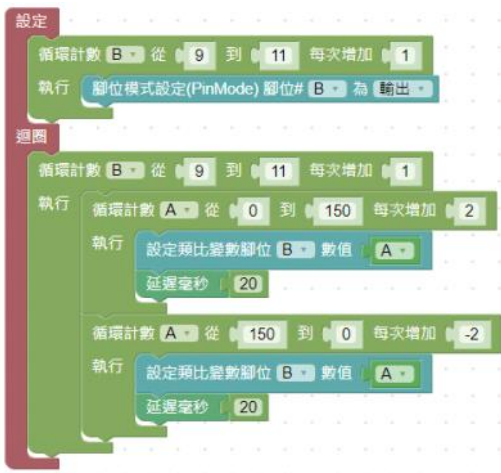 設定
循環計數 B 從 9 到 11 每次增加 1
執行 腳位模式設定(PinMode) 腳位# B 為 輸出
迴圈
循環計數 B 從 9 到 11 每次增加 1
執行 循環計數 A 從 0 到 150 每次增加 2
執行 設定類比變數腳位 B 數值 A
延遲毫秒 20
循環計數 A 從 150 到 0 每次增加 -2
執行 設定類比變數腳位 B 數值 A
延遲毫秒 20